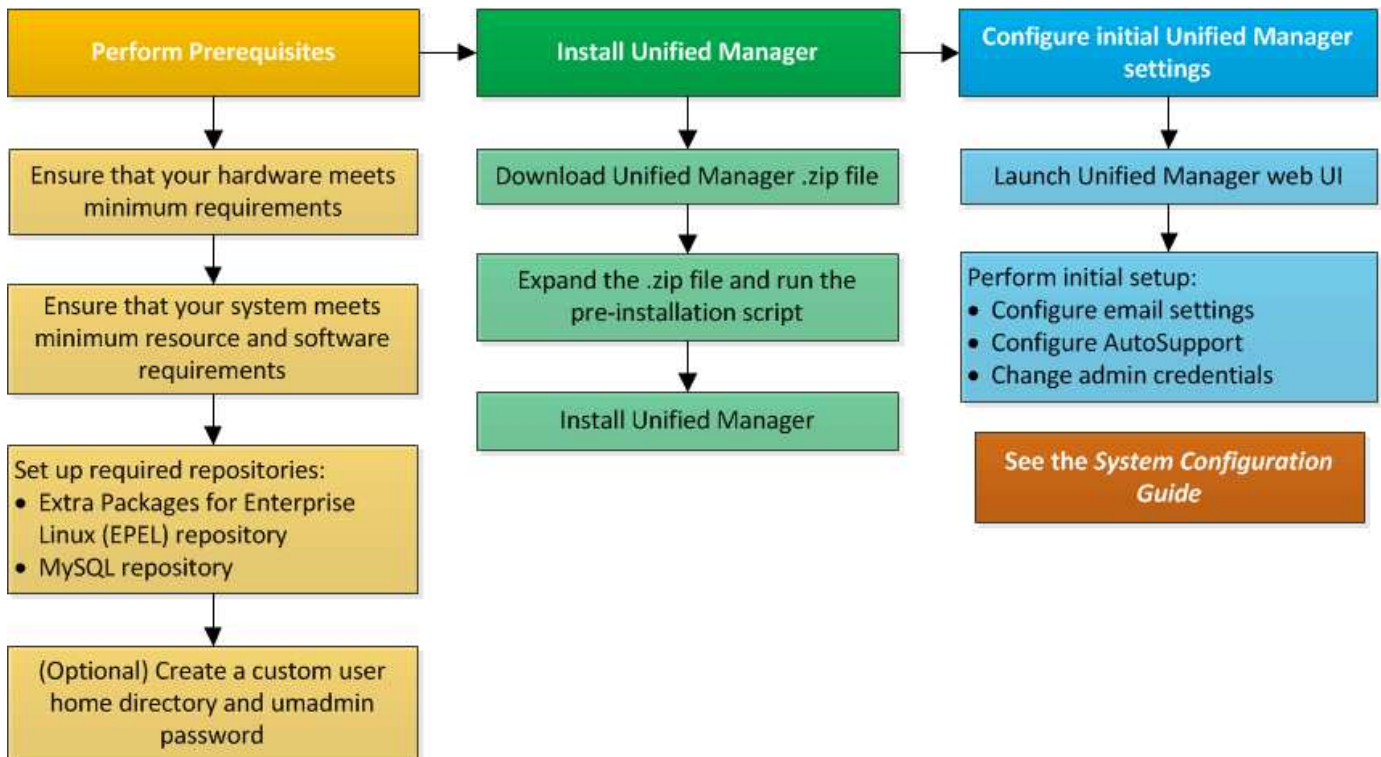 Perform Prerequisites
Ensure that your hardware meets
minimum requirements
Ensure that your system meets
minimum resource and software
requirements
Set up required repositories:
• Extra Packages for Enterprise
Linux (EPEL) repository
• MySQL repository
(Optional) Create a custom user
home directory and umadmin
password
Install Unified Manager
Download Unified Manager .zip file
Expand the .zip file and run the
pre-installation script
Install Unified Manager
Configure initial Unified Manager
settings
Launch Unified Manager web UI
Perform initial setup:
• Configure email settings
• Configure AutoSupport
• Change admin credentials
See the System Configuration
Guide